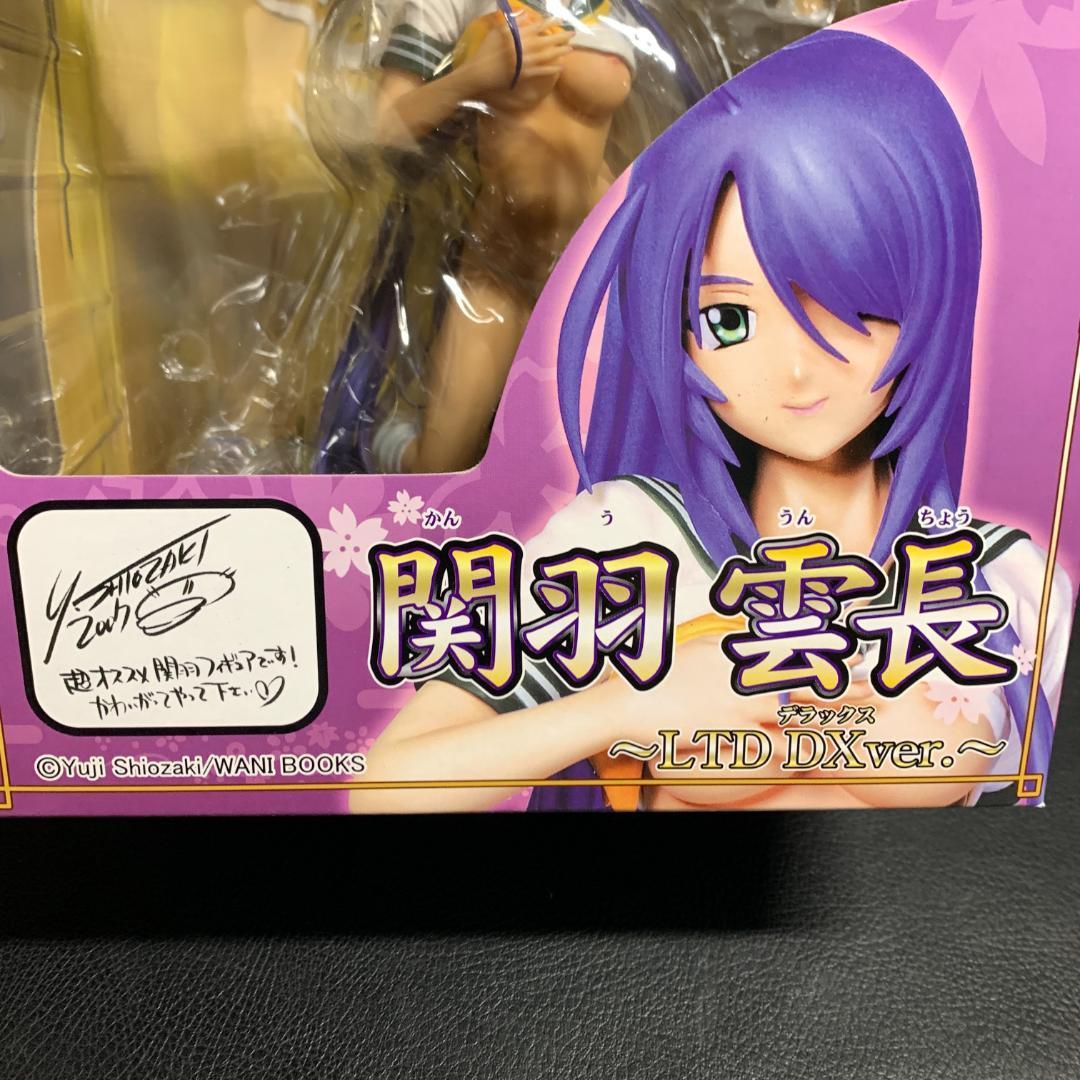 Y.SHIOZAKI
2007
超オススメ関羽フィギュアです!
かわいがってやって下さい♡
©Yuji Shiozaki/WANI BOOKS
かん う うん ちょう
関羽 雲長
デラックス
~LTD DXver.~